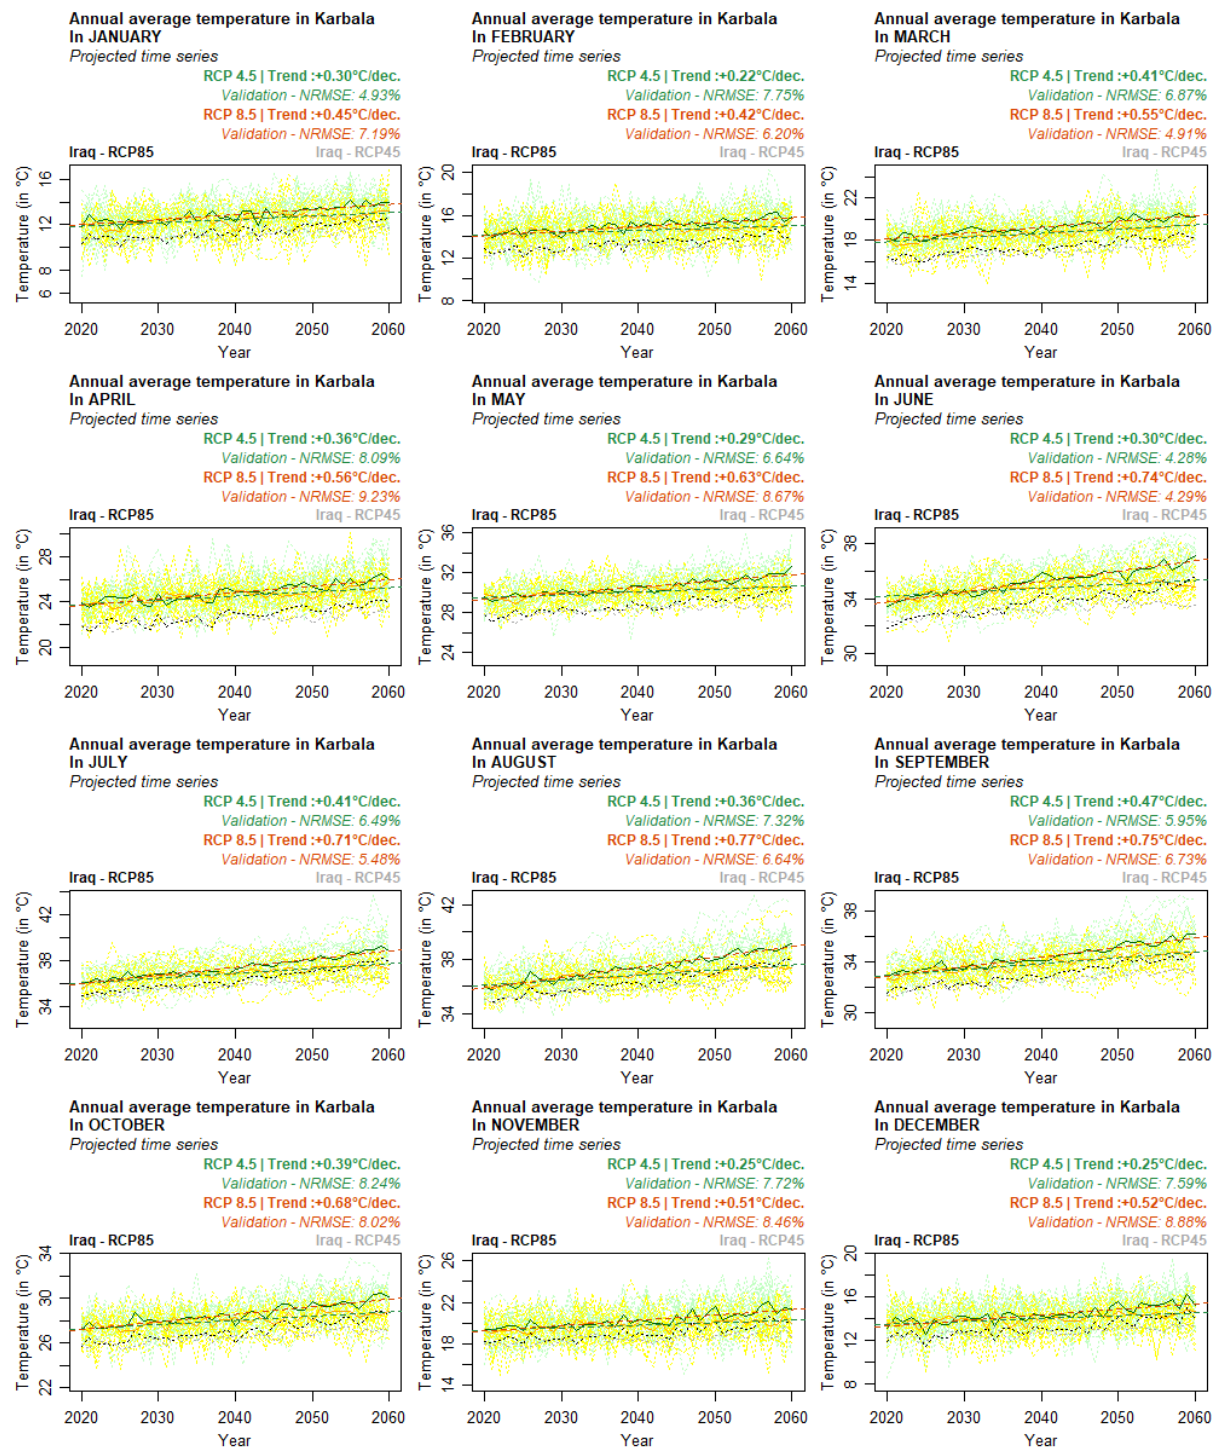 Annual average temperature in Karbala
In JANUARY
Projected time series
RCP 4.5 | Trend :+0.30°C/dec.
Validation - NRMSE: 4.93%
RCP 8.5 | Trend :+0.45°C/dec.
Validation - NRMSE: 7.19%
Iraq - RCP85 Iraq - RCP45
Temperature (in °C)
16
12
8
6
2020 2030 2040 2050 2060
Year
Annual average temperature in Karbala
In FEBRUARY
Projected time series
RCP 4.5 | Trend :+0.22°C/dec.
Validation - NRMSE: 7.75%
RCP 8.5 | Trend :+0.42°C/dec.
Validation - NRMSE: 6.20%
Iraq - RCP85 Iraq - RCP45
Temperature (in °C)
20
16
12
8
2020 2030 2040 2050 2060
Year
Annual average temperature in Karbala
In MARCH
Projected time series
RCP 4.5 | Trend :+0.41°C/dec.
Validation - NRMSE: 6.87%
RCP 8.5 | Trend :+0.55°C/dec.
Validation - NRMSE: 4.91%
Iraq - RCP85 Iraq - RCP45
Temperature (in °C)
22
18
14
2020 2030 2040 2050 2060
Year
Annual average temperature in Karbala
In APRIL
Projected time series
RCP 4.5 | Trend :+0.36°C/dec.
Validation - NRMSE: 8.09%
RCP 8.5 | Trend :+0.56°C/dec.
Validation - NRMSE: 9.23%
Iraq - RCP85 Iraq - RCP45
Temperature (in °C)
28
24
20
2020 2030 2040 2050 2060
Year
Annual average temperature in Karbala
In MAY
Projected time series
RCP 4.5 | Trend :+0.29°C/dec.
Validation - NRMSE: 6.64%
RCP 8.5 | Trend :+0.63°C/dec.
Validation - NRMSE: 8.67%
Iraq - RCP85 Iraq - RCP45
Temperature (in °C)
36
32
28
24
2020 2030 2040 2050 2060
Year
Annual average temperature in Karbala
In JUNE
Projected time series
RCP 4.5 | Trend :+0.30°C/dec.
Validation - NRMSE: 4.28%
RCP 8.5 | Trend :+0.74°C/dec.
Validation - NRMSE: 4.29%
Iraq - RCP85 Iraq - RCP45
Temperature (in °C)
38
34
30
2020 2030 2040 2050 2060
Year
Annual average temperature in Karbala
In JULY
Projected time series
RCP 4.5 | Trend :+0.41°C/dec.
Validation - NRMSE: 6.49%
RCP 8.5 | Trend :+0.71°C/dec.
Validation - NRMSE: 5.48%
Iraq - RCP85 Iraq - RCP45
Temperature (in °C)
42
38
34
2020 2030 2040 2050 2060
Year
Annual average temperature in Karbala
In AUGUST
Projected time series
RCP 4.5 | Trend :+0.36°C/dec.
Validation - NRMSE: 7.32%
RCP 8.5 | Trend :+0.77°C/dec.
Validation - NRMSE: 6.64%
Iraq - RCP85 Iraq - RCP45
Temperature (in °C)
42
38
34
2020 2030 2040 2050 2060
Year
Annual average temperature in Karbala
In SEPTEMBER
Projected time series
RCP 4.5 | Trend :+0.47°C/dec.
Validation - NRMSE: 5.95%
RCP 8.5 | Trend :+0.75°C/dec.
Validation - NRMSE: 6.73%
Iraq - RCP85 Iraq - RCP45
Temperature (in °C)
38
34
30
2020 2030 2040 2050 2060
Year
Annual average temperature in Karbala
In OCTOBER
Projected time series
RCP 4.5 | Trend :+0.39°C/dec.
Validation - NRMSE: 8.24%
RCP 8.5 | Trend :+0.68°C/dec.
Validation - NRMSE: 8.02%
Iraq - RCP85 Iraq - RCP45
Temperature (in °C)
34
30
26
22
2020 2030 2040 2050 2060
Year
Annual average temperature in Karbala
In NOVEMBER
Projected time series
RCP 4.5 | Trend :+0.25°C/dec.
Validation - NRMSE: 7.72%
RCP 8.5 | Trend :+0.51°C/dec.
Validation - NRMSE: 8.46%
Iraq - RCP85 Iraq - RCP45
Temperature (in °C)
26
22
18
14
2020 2030 2040 2050 2060
Year
Annual average temperature in Karbala
In DECEMBER
Projected time series
RCP 4.5 | Trend :+0.25°C/dec.
Validation - NRMSE: 7.59%
RCP 8.5 | Trend :+0.52°C/dec.
Validation - NRMSE: 8.88%
Iraq - RCP85 Iraq - RCP45
Temperature (in °C)
20
16
12
8
2020 2030 2040 2050 2060
Year